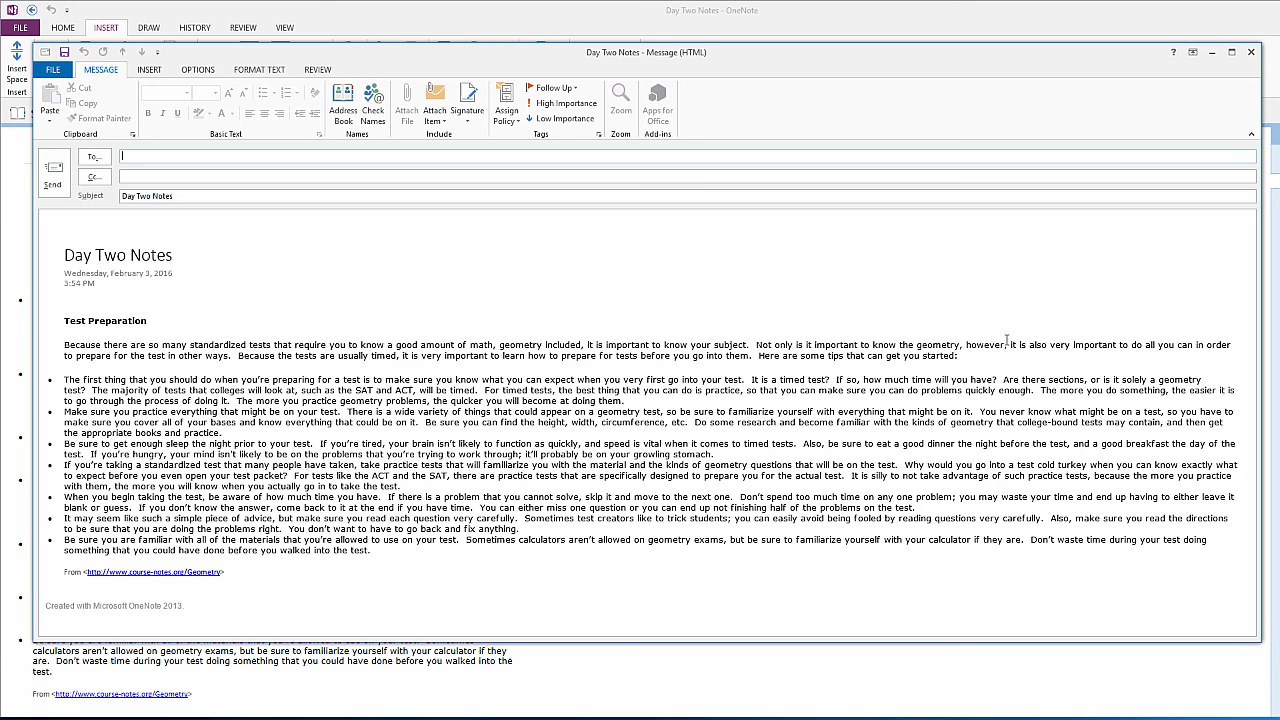 Day Two Notes - OneNote
FILE HOME INSERT DRAW HISTORY REVIEW VIEW
Insert
Space
Insert
Day Two Notes - Message (HTML)
FILE MESSAGE INSERT OPTIONS FORMAT TEXT REVIEW
Paste
Cut
Copy
Format Painter
Clipboard
B I U
Basic Text
Address Book
Check Names
Names
Attach File
Attach Item
Signature
Include
Assign Policy
Follow Up
High Importance
Low Importance
Tags
Zoom
Zoom
Apps for Office
Add-ins
Send
To...
Cc...
Subject Day Two Notes
Day Two Notes
Wednesday, February 3, 2016
3:54 PM
Test Preparation
Because there are so many standardized tests that require you to know a good amount of math, geometry included, it is important to know your subject. Not only is it important to know the geometry, however, it is also very important to do all you can in order
to prepare for the test in other ways. Because the tests are usually timed, it is very important to learn how to prepare for tests before you go into them. Here are some tips that can get you started:
• The first thing that you should do when you're preparing for a test is to make sure you know what you can expect when you very first go into your test. It is a timed test? If so, how much time will you have? Are there sections, or is it solely a geometry
test? The majority of tests that colleges will look at, such as the SAT and ACT, will be timed. For timed tests, the best thing that you can do is practice, so that you can make sure you can do problems quickly enough. The more you do something, the easier it is
to go through the process of doing it. The more you practice geometry problems, the quicker you will become at doing them.
• Make sure you practice everything that might be on your test. There is a wide variety of things that could appear on a geometry test, so be sure to familiarize yourself with everything that might be on it. You never know what might be on a test, so you have to
make sure you cover all of your bases and know everything that could be on it. Be sure you can find the height, width, circumference, etc. Do some research and become familiar with the kinds of geometry that college-bound tests may contain, and then get
the appropriate books and practice.
• Be sure to get enough sleep the night prior to your test. If you're tired, your brain isn't likely to function as quickly, and speed is vital when it comes to timed tests. Also, be sure to eat a good dinner the night before the test, and a good breakfast the day of the
test. If you're hungry, your mind isn't likely to be on the problems that you're trying to work through; it'll probably be on your growling stomach.
• If you're taking a standardized test that many people have taken, take practice tests that will familiarize you with the material and the kinds of geometry questions that will be on the test. Why would you go into a test cold turkey when you can know exactly what
to expect before you even open your test packet? For tests like the ACT and the SAT, there are practice tests that are specifically designed to prepare you for the actual test. It is silly to not take advantage of such practice tests, because the more you practice
with them, the more you will know when you actually go in to take the test.
• When you begin taking the test, be aware of how much time you have. If there is a problem that you cannot solve, skip it and move to the next one. Don't spend too much time on any one problem; you may waste your time and end up having to either leave it
blank or guess. If you don't know the answer, come back to it at the end if you have time. You can either miss one question or you can end up not finishing half of the problems on the test.
• It may seem like such a simple piece of advice, but make sure you read each question very carefully. Sometimes test creators like to trick students; you can easily avoid being fooled by reading questions very carefully. Also, make sure you read the directions
to be sure that you are doing the problems right. You don't want to have to go back and fix anything.
• Be sure you are familiar with all of the materials that you're allowed to use on your test. Sometimes calculators aren't allowed on geometry exams, but be sure to familiarize yourself with your calculator if they are. Don't waste time during your test doing
something that you could have done before you walked into the test.
From <http://www.course-notes.org/Geometry>
Created with Microsoft OneNote 2013.
calculators aren't allowed on geometry exams, but be sure to familiarize yourself with your calculator if they
are. Don't waste time during your test doing something that you could have done before you walked into the
test.
From <http://www.course-notes.org/Geometry>